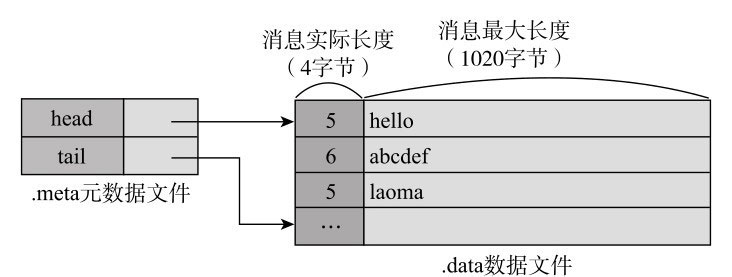 消息实际长度
（4字节）
消息最大长度
（1020字节）
head
tail
.meta元数据文件
5 hello
6 abcdef
5 laoma
…
.data数据文件